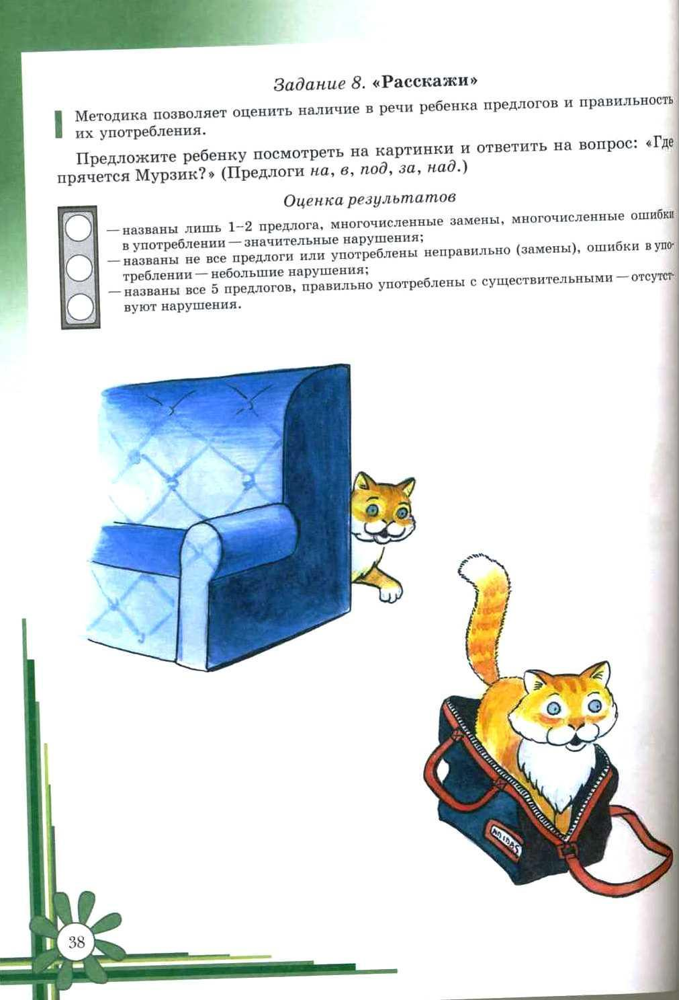 Задание 8. «Расскажи»
Методика позволяет оценить наличие в речи ребенка предлогов и правильность
их употребления.
Предложите ребенку посмотреть на картинки и ответить на вопрос: «Где
прячется Мурзик?» (Предлоги на, в, под, за, над.)
Оценка результатов
— названы лишь 1–2 предлога, многочисленные замены, многочисленные ошибки
в употреблении — значительные нарушения;
— названы не все предлоги или употреблены неправильно (замены), ошибки в упо-
треблении — небольшие нарушения;
— названы все 5 предлогов, правильно употреблены с существительными — отсутст-
вуют нарушения.
ADIDAS
38